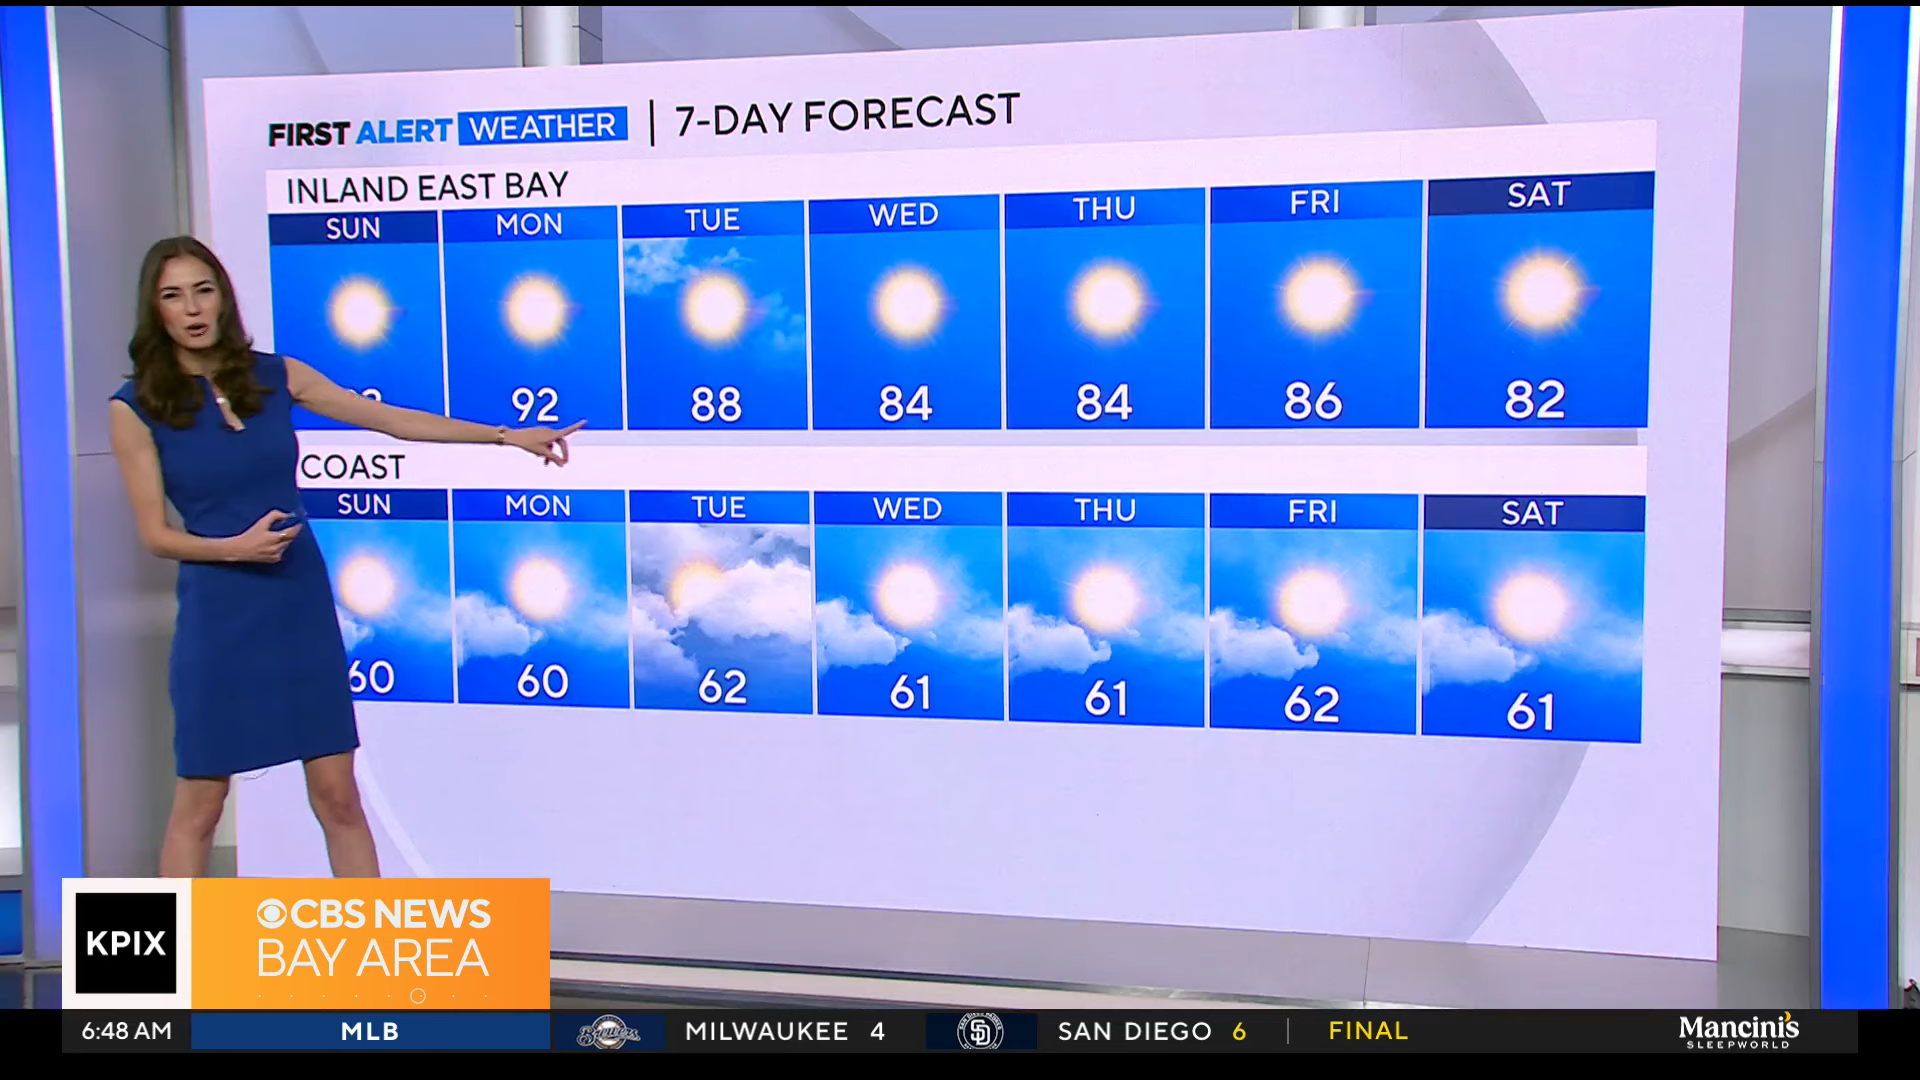 FIRST ALERT WEATHER | 7-DAY FORECAST
INLAND EAST BAY
SUN MON TUE WED THU FRI SAT
92 88 84 84 86 82
COAST
SUN MON TUE WED THU FRI SAT
60 60 62 61 61 62 61
KPIX
CBS NEWS
BAY AREA
6:48 AM MLB Brewers MILWAUKEE 4 SD SAN DIEGO 6 FINAL
Mancini's
SLEEPWORLD